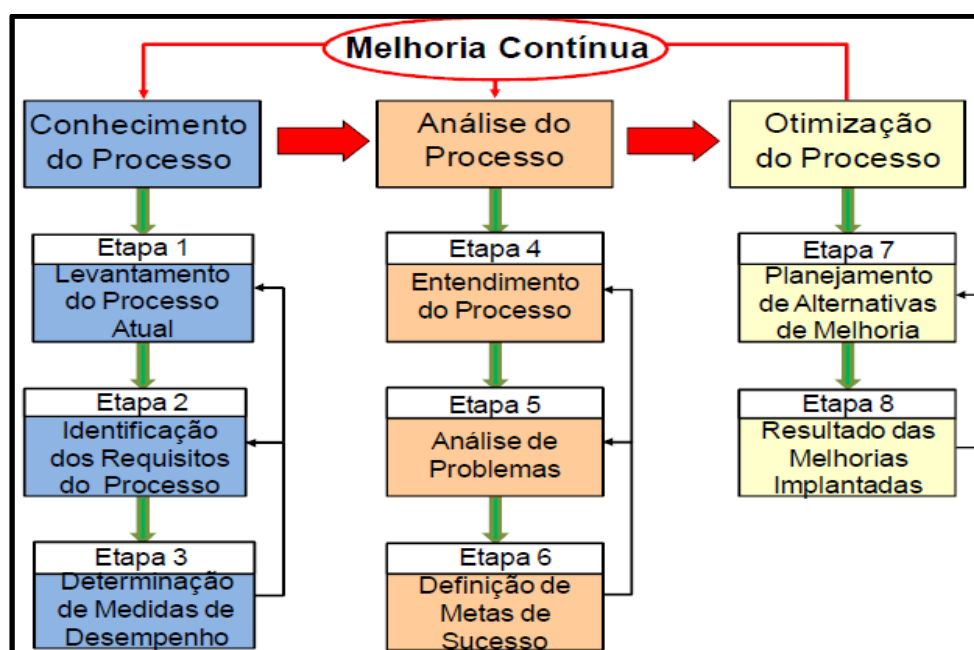 Melhoria Contínua
Conhecimento
do Processo
Análise do
Processo
Otimização
do Processo
Etapa 1
Levantamento
do Processo
Atual
Etapa 2
Identificação
dos Requisitos
do Processo
Etapa 3
Determinação
de Medidas de
Desempenho
Etapa 4
Entendimento
do Processo
Etapa 5
Análise de
Problemas
Etapa 6
Definição de
Metas de
Sucesso
Etapa 7
Planejamento
de Alternativas
de Melhoria
Etapa 8
Resultado das
Melhorias
Implantadas